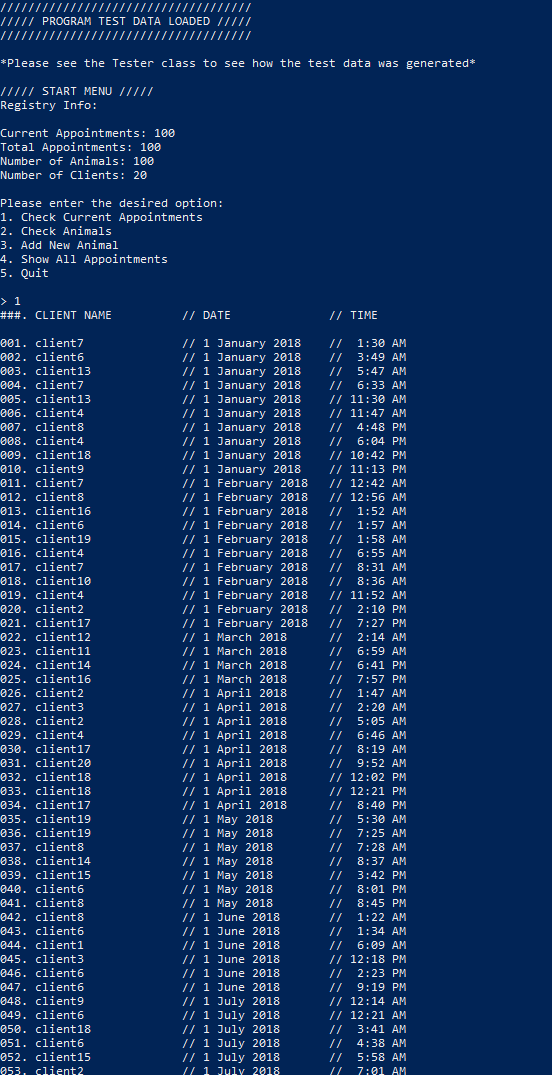 ////////////////////////////////////
///// PROGRAM TEST DATA LOADED /////
////////////////////////////////////
*Please see the Tester class to see how the test data was generated*
///// START MENU /////
Registry Info:
Current Appointments: 100
Total Appointments: 100
Number of Animals: 100
Number of Clients: 20
Please enter the desired option:
1. Check Current Appointments
2. Check Animals
3. Add New Animal
4. Show All Appointments
5. Quit
> 1
###. CLIENT NAME // DATE // TIME
001. client7 // 1 January 2018 // 1:30 AM
002. client6 // 1 January 2018 // 3:49 AM
003. client13 // 1 January 2018 // 5:47 AM
004. client7 // 1 January 2018 // 6:33 AM
005. client13 // 1 January 2018 // 11:30 AM
006. client4 // 1 January 2018 // 11:47 AM
007. client8 // 1 January 2018 // 4:48 PM
008. client4 // 1 January 2018 // 6:04 PM
009. client18 // 1 January 2018 // 10:42 PM
010. client9 // 1 January 2018 // 11:13 PM
011. client7 // 1 February 2018 // 12:42 AM
012. client8 // 1 February 2018 // 12:56 AM
013. client16 // 1 February 2018 // 1:52 AM
014. client6 // 1 February 2018 // 1:57 AM
015. client19 // 1 February 2018 // 1:58 AM
016. client4 // 1 February 2018 // 6:55 AM
017. client7 // 1 February 2018 // 8:31 AM
018. client10 // 1 February 2018 // 8:36 AM
019. client4 // 1 February 2018 // 11:52 AM
020. client2 // 1 February 2018 // 2:10 PM
021. client17 // 1 February 2018 // 7:27 PM
022. client12 // 1 March 2018 // 2:14 AM
023. client11 // 1 March 2018 // 6:59 AM
024. client14 // 1 March 2018 // 6:41 PM
025. client16 // 1 March 2018 // 7:57 PM
026. client2 // 1 April 2018 // 1:47 AM
027. client3 // 1 April 2018 // 2:20 AM
028. client2 // 1 April 2018 // 5:05 AM
029. client4 // 1 April 2018 // 6:46 AM
030. client17 // 1 April 2018 // 8:19 AM
031. client20 // 1 April 2018 // 9:52 AM
032. client18 // 1 April 2018 // 12:02 PM
033. client18 // 1 April 2018 // 12:21 PM
034. client17 // 1 April 2018 // 8:40 PM
035. client19 // 1 May 2018 // 5:30 AM
036. client19 // 1 May 2018 // 7:25 AM
037. client8 // 1 May 2018 // 7:28 AM
038. client14 // 1 May 2018 // 8:37 AM
039. client15 // 1 May 2018 // 3:42 PM
040. client6 // 1 May 2018 // 8:01 PM
041. client8 // 1 May 2018 // 8:45 PM
042. client8 // 1 June 2018 // 1:22 AM
043. client6 // 1 June 2018 // 1:34 AM
044. client1 // 1 June 2018 // 6:09 AM
045. client3 // 1 June 2018 // 12:18 PM
046. client6 // 1 June 2018 // 2:23 PM
047. client6 // 1 June 2018 // 9:19 PM
048. client9 // 1 July 2018 // 12:14 AM
049. client6 // 1 July 2018 // 12:21 AM
050. client18 // 1 July 2018 // 3:41 AM
051. client6 // 1 July 2018 // 4:38 AM
052. client15 // 1 July 2018 // 5:58 AM
053. client2 // 1 July 2018 // 7:01 AM